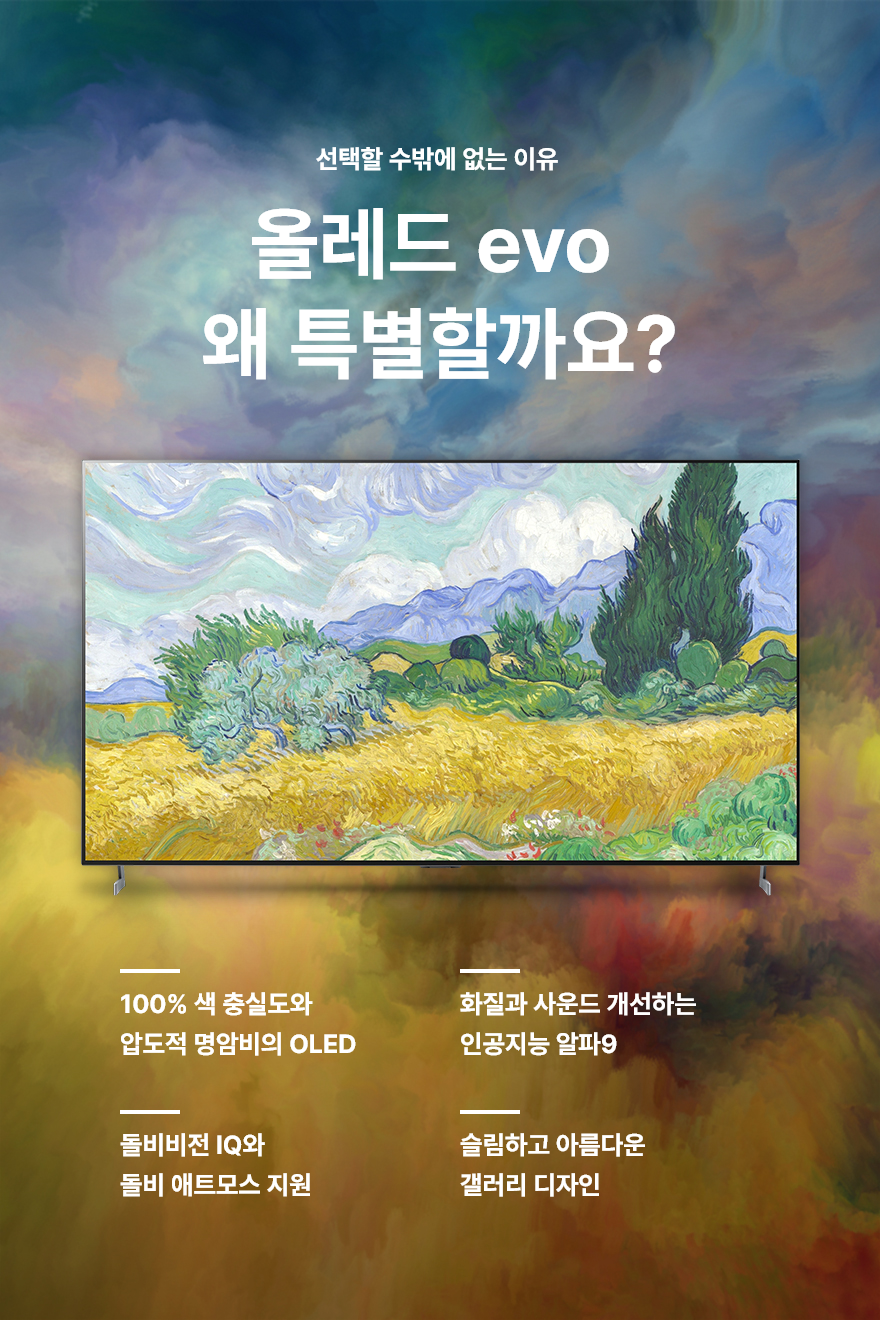 선택할 수밖에 없는 이유
올레드 evo
왜 특별할까요?
100% 색 충실도와
압도적 명암비의 OLED
화질과 사운드 개선하는
인공지능 알파9
돌비비전 IQ와
돌비 애트모스 지원
슬림하고 아름다운
갤러리 디자인